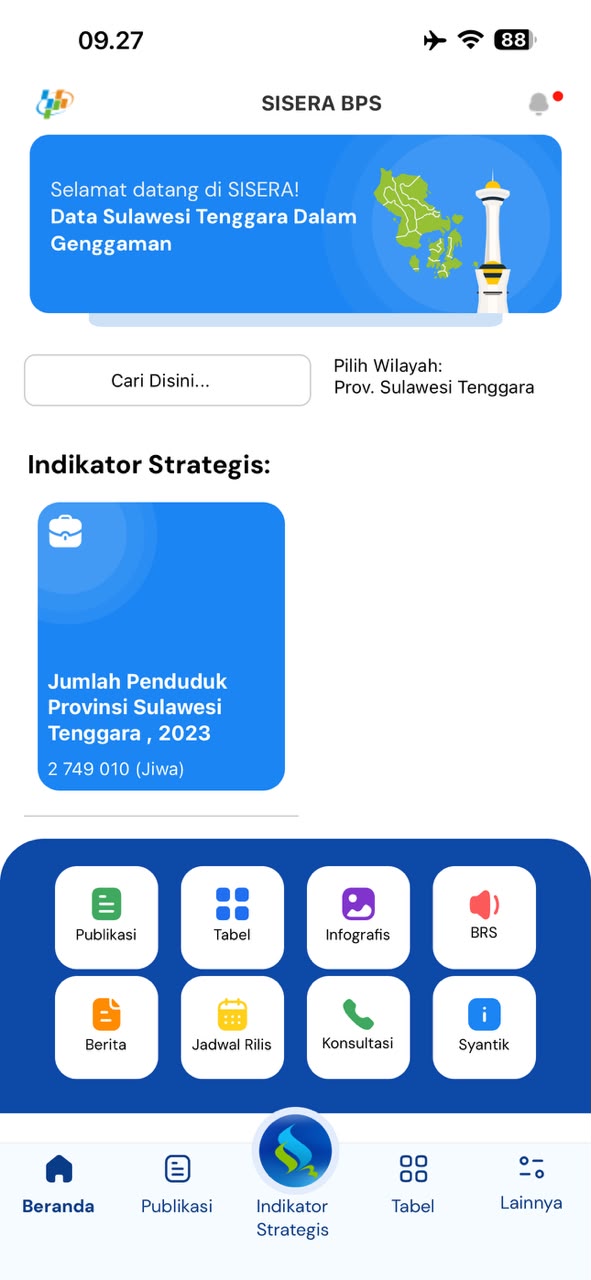 09.27
88
SISERA BPS
Selamat datang di SISERA!
Data Sulawesi Tenggara Dalam
Genggaman
Cari Disini...
Pilih Wilayah:
Prov. Sulawesi Tenggara
Indikator Strategis:
Jumlah Penduduk
Provinsi Sulawesi
Tenggara , 2023
2 749 010 (Jiwa)
Publikasi
Tabel
Infografis
BRS
Berita
Jadwal Rilis
Konsultasi
Syantik
Beranda
Publikasi
Indikator
Strategis
Tabel
Lainnya